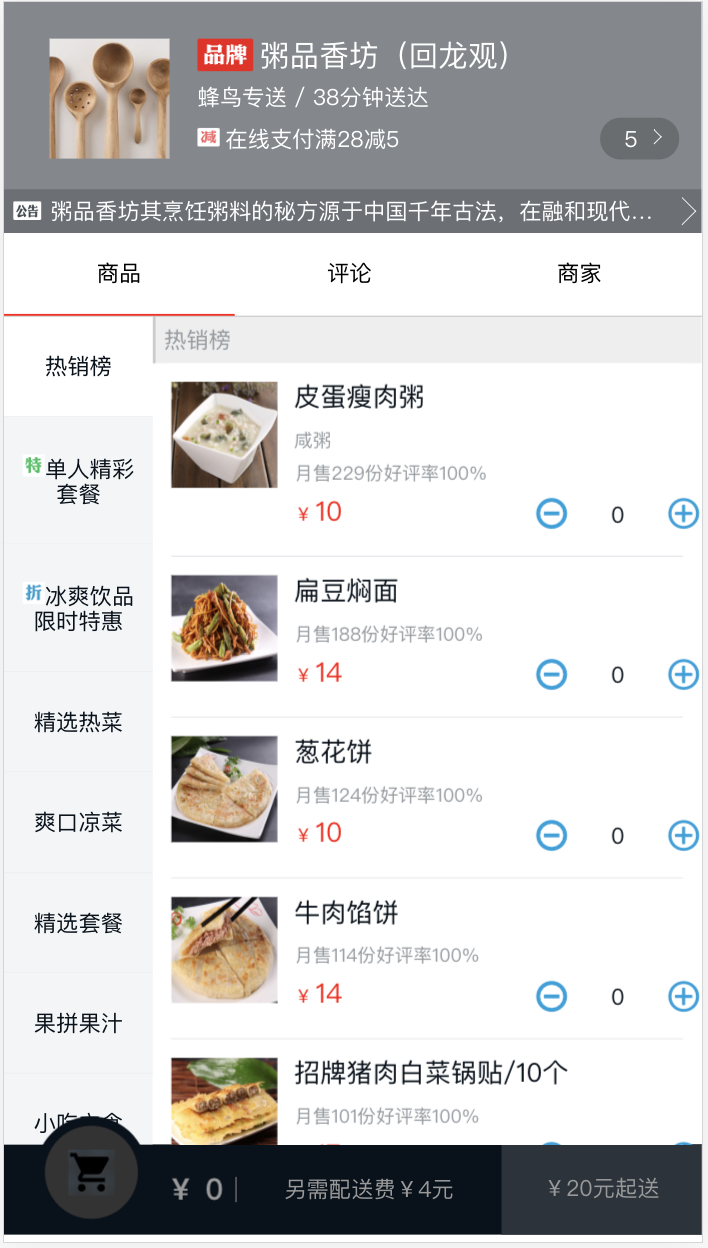 品牌 粥品香坊（回龙观）
蜂鸟专送 / 38分钟送达
减 在线支付满28减5
5
公告 粥品香坊其烹饪粥料的秘方源于中国千年古法，在融和现代...
商品 评论 商家
热销榜
特 单人精彩
套餐
折 冰爽饮品
限时特惠
精选热菜
爽口凉菜
精选套餐
果拼果汁
热销榜
皮蛋瘦肉粥
咸粥
月售229份好评率100%
¥ 10
0
扁豆焖面
月售188份好评率100%
¥ 14
0
葱花饼
月售124份好评率100%
¥ 10
0
牛肉馅饼
月售114份好评率100%
¥ 14
0
招牌猪肉白菜锅贴/10个
月售101份好评率100%
¥ 0 | 另需配送费¥4元 ¥20元起送